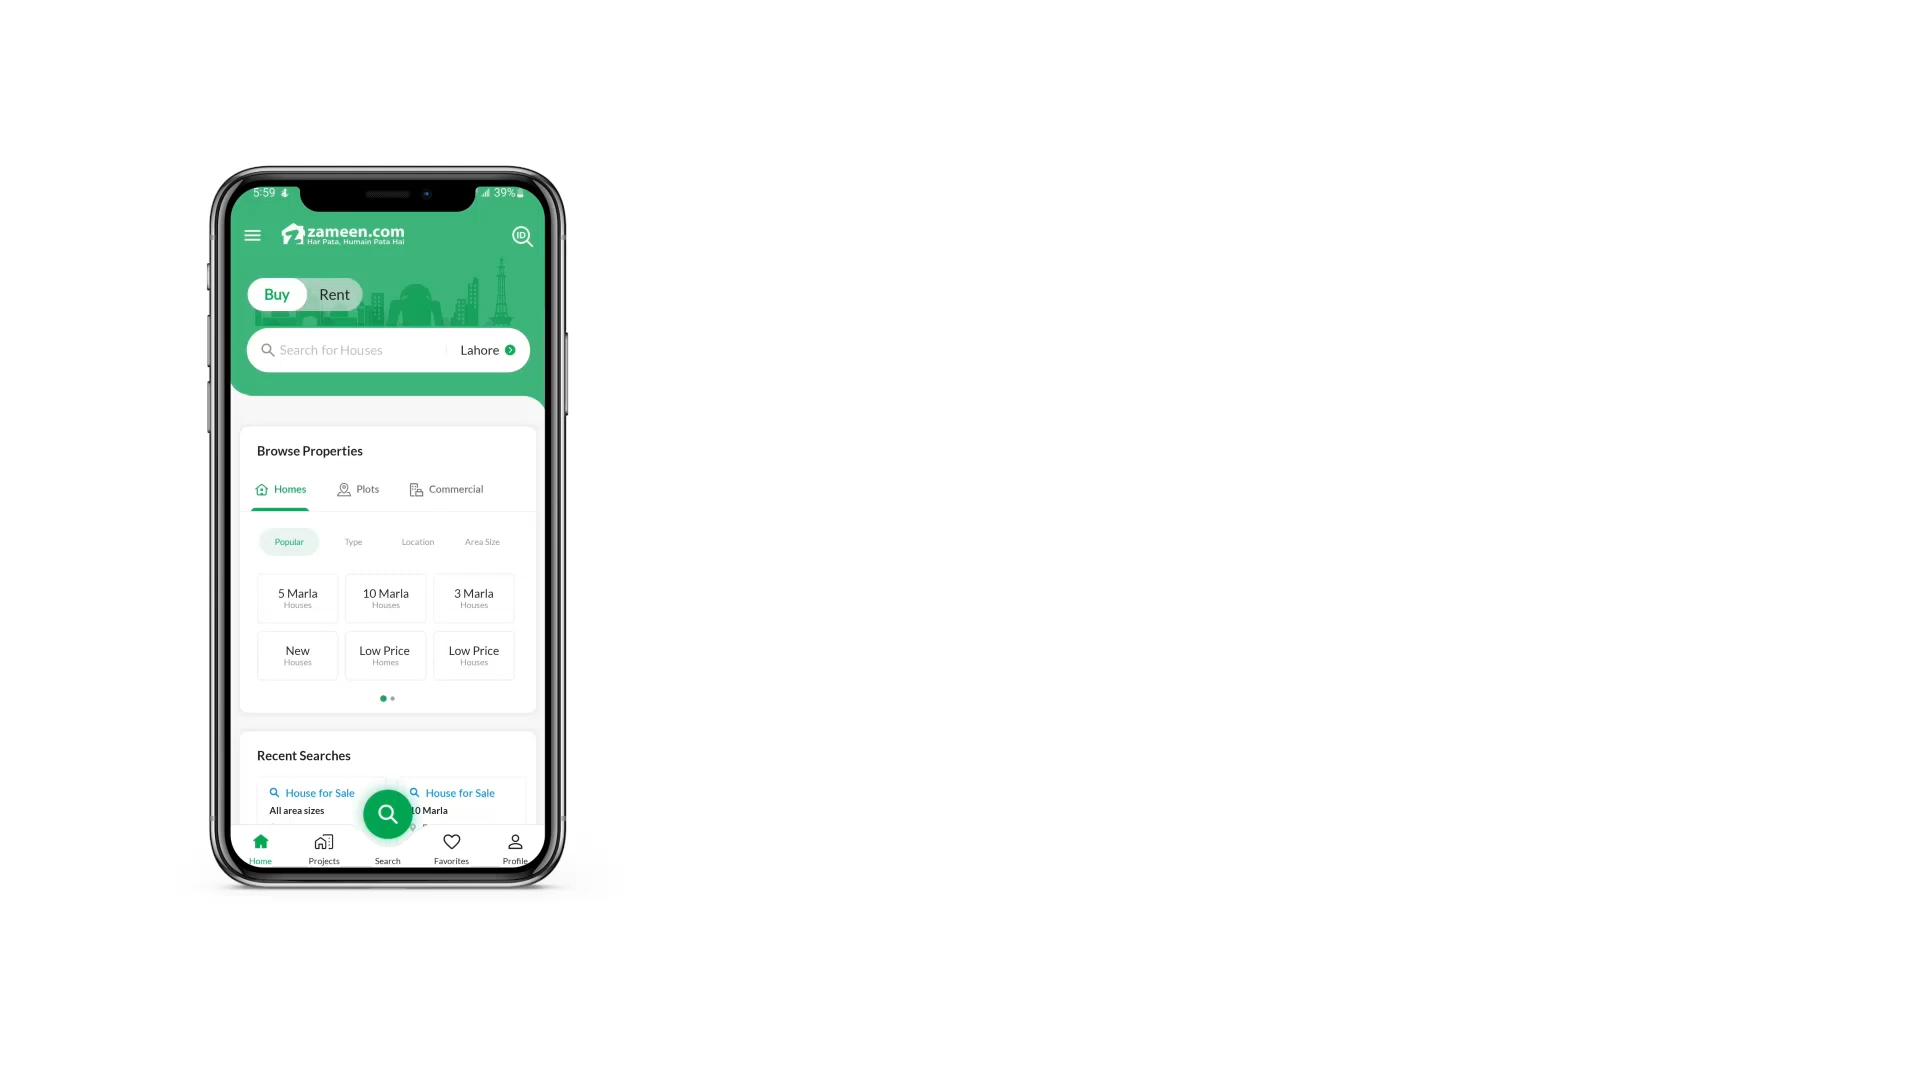 5:59
39%
zameen.com
Har Pata, Humain Pata Hai
ID
Buy Rent
Search for Houses Lahore
Browse Properties
Homes Plots Commercial
Popular Type Location Area Size
5 Marla 10 Marla 3 Marla
Houses Houses Houses
New Low Price Low Price
Houses Homes Houses
Recent Searches
House for Sale House for Sale
All area sizes 10 Marla
Home Projects Search Favorites Profile